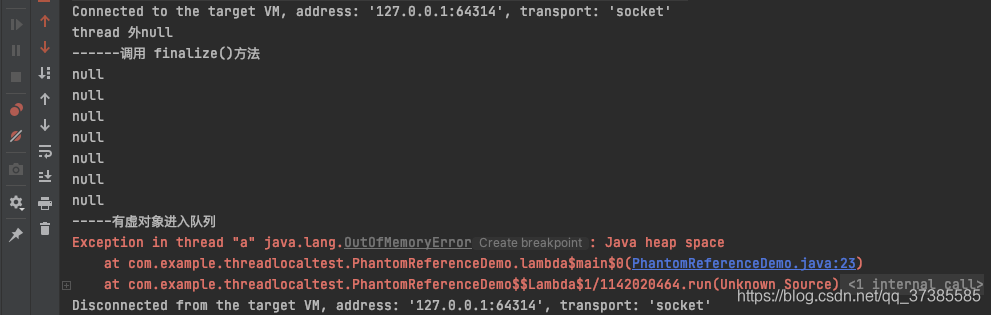 Connected to the target VM, address: '127.0.0.1:64314', transport: 'socket'
thread 外null
------调用 finalize()方法
null
null
null
null
null
null
null
-----有虚对象进入队列
Exception in thread "a" java.lang.OutOfMemoryError Create breakpoint : Java heap space
    at com.example.threadlocaltest.PhantomReferenceDemo.lambda$main$0(PhantomReferenceDemo.java:23)
    at com.example.threadlocaltest.PhantomReferenceDemo$$Lambda$1/1142020464.run(Unknown Source) <1 internal call>
Disconnected from the target VM, address: '127.0.0.1:64314', transport: 'socket'
https://blog.csdn.net/qq_37385585